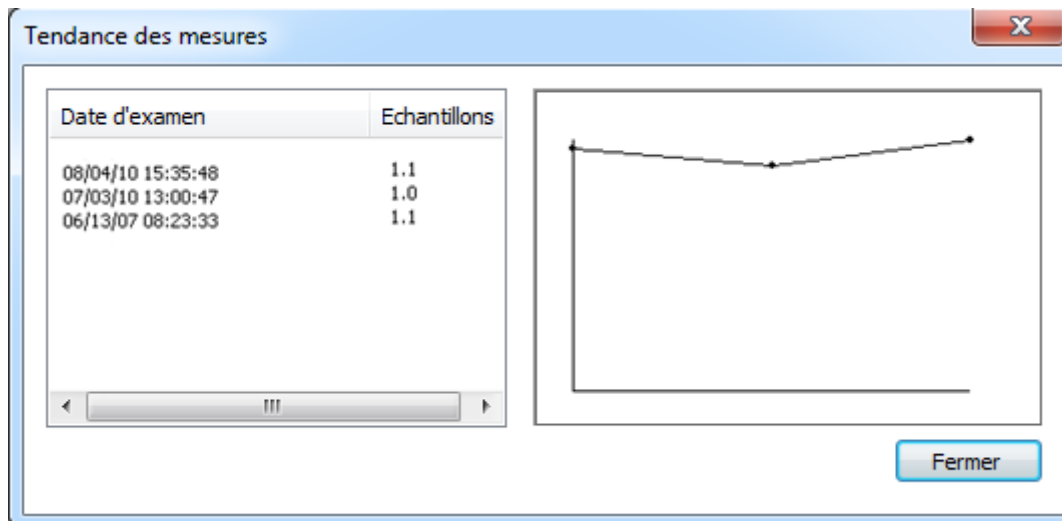 Tendance des mesures
Date d'examen Echantillons
08/04/10 15:35:48 1.1
07/03/10 13:00:47 1.0
06/13/07 08:23:33 1.1
Fermer